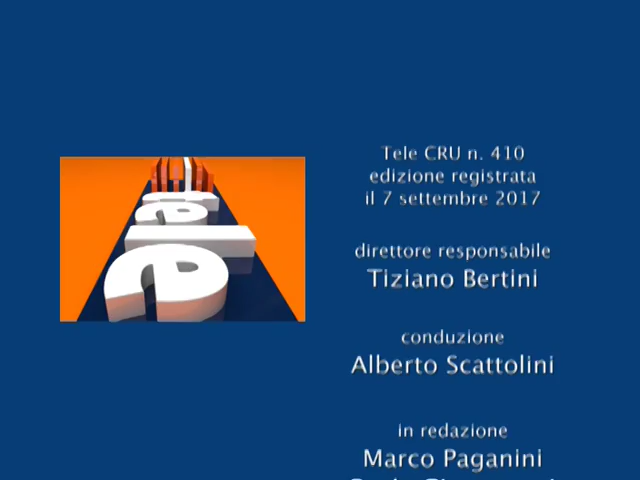 Tele CRU n. 410
edizione registrata
il 7 settembre 2017
direttore responsabile
Tiziano Bertini
conduzione
Alberto Scattolini
in redazione
Marco Paganini
ele